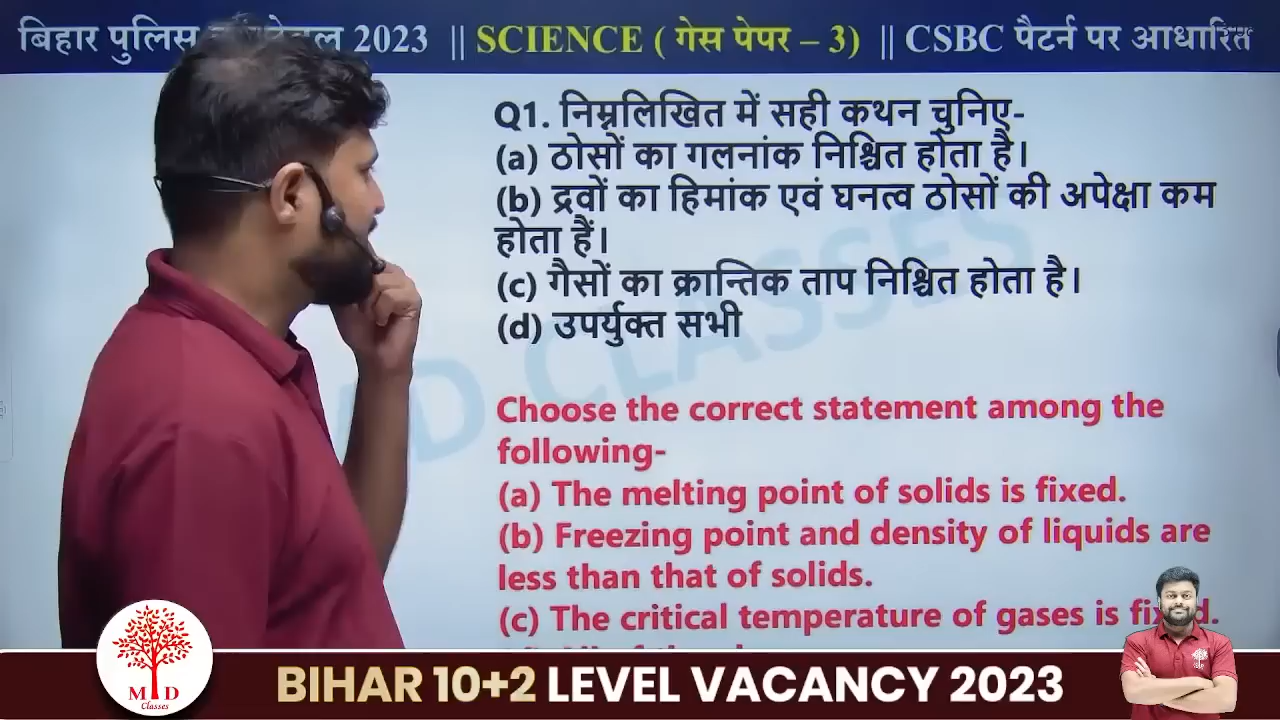 बिहार पुलिस 2023 || SCIENCE ( गेस पेपर – 3) || CSBC पैटर्न पर आधारित
Q1. निम्नलिखित में सही कथन चुनिए-
(a) ठोसों का गलनांक निश्चित होता है।
(b) द्रवों का हिमांक एवं घनत्व ठोसों की अपेक्षा कम
होता हैं।
(c) गैसों का क्रान्तिक ताप निश्चित होता है।
(d) उपर्युक्त सभी
MD CLASSES
Choose the correct statement among the
following-
(a) The melting point of solids is fixed.
(b) Freezing point and density of liquids are
less than that of solids.
(c) The critical temperature of gases is fixed.
M D
Classes
BIHAR 10+2 LEVEL VACANCY 2023